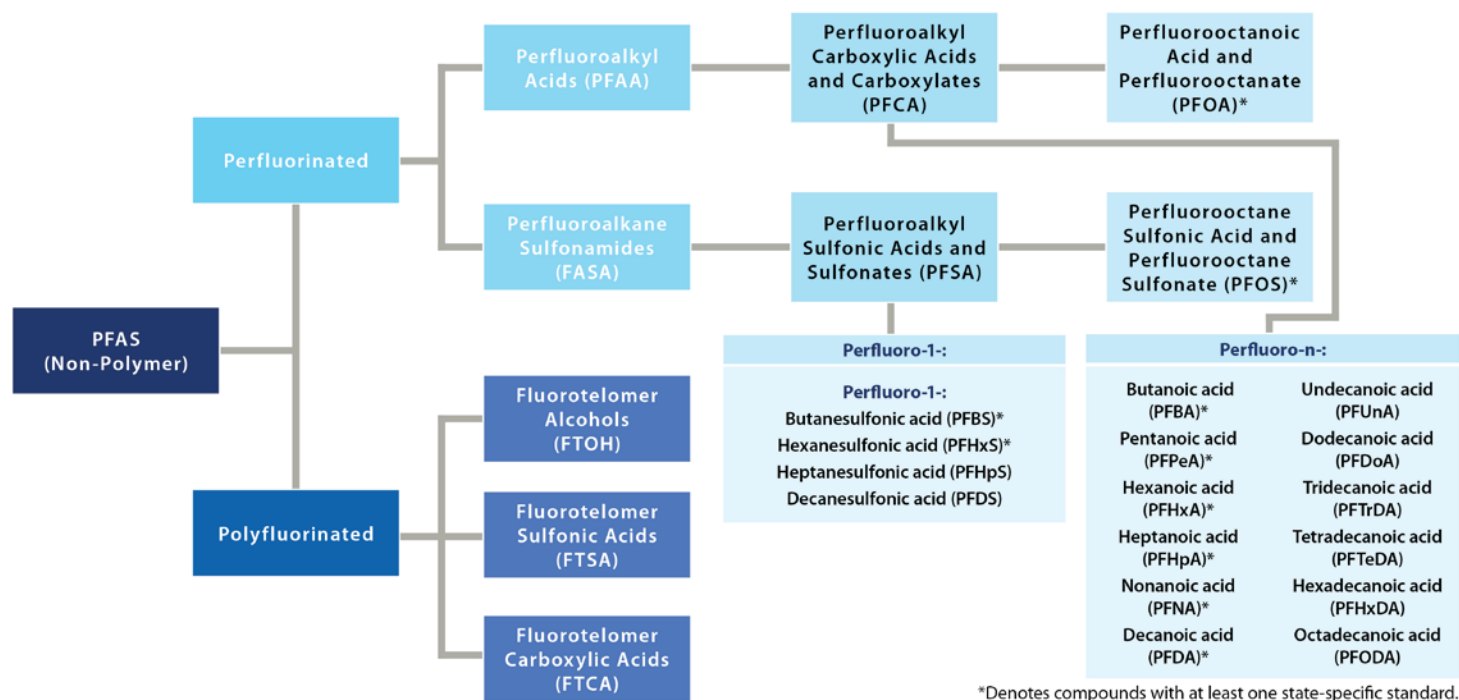 PFAS
(Non-Polymer)
Perfluorinated
Polyfluorinated
Perfluoroalkyl
Acids (PFAA)
Perfluoroalkane
Sulfonamides
(FASA)
Fluorotelomer
Alcohols
(FTOH)
Fluorotelomer
Sulfonic Acids
(FTSA)
Fluorotelomer
Carboxylic Acids
(FTCA)
Perfluoroalkyl
Carboxylic Acids
and Carboxylates
(PFCA)
Perfluoroalkyl
Sulfonic Acids and
Sulfonates (PFSA)
Perfluorooctanoic
Acid and
Perfluorooctanate
(PFOA)*
Perfluorooctane
Sulfonic Acid and
Perfluorooctane
Sulfonate (PFOS)*
Perfluoro-1-:
Perfluoro-1-:
Butanesulfonic acid (PFBS)*
Hexanesulfonic acid (PFHxS)*
Heptanesulfonic acid (PFHpS)
Decanesulfonic acid (PFDS)
Perfluoro-n-:
Butanoic acid
(PFBA)*
Pentanoic acid
(PFPeA)*
Hexanoic acid
(PFHxA)*
Heptanoic acid
(PFHpA)*
Nonanoic acid
(PFNA)*
Decanoic acid
(PFDA)*
Undecanoic acid
(PFUnA)
Dodecanoic acid
(PFDoA)
Tridecanoic acid
(PFTrDA)
Tetradecanoic acid
(PFTeDA)
Hexadecanoic acid
(PFHxDA)
Octadecanoic acid
(PFODA)
*Denotes compounds with at least one state-specific standard.